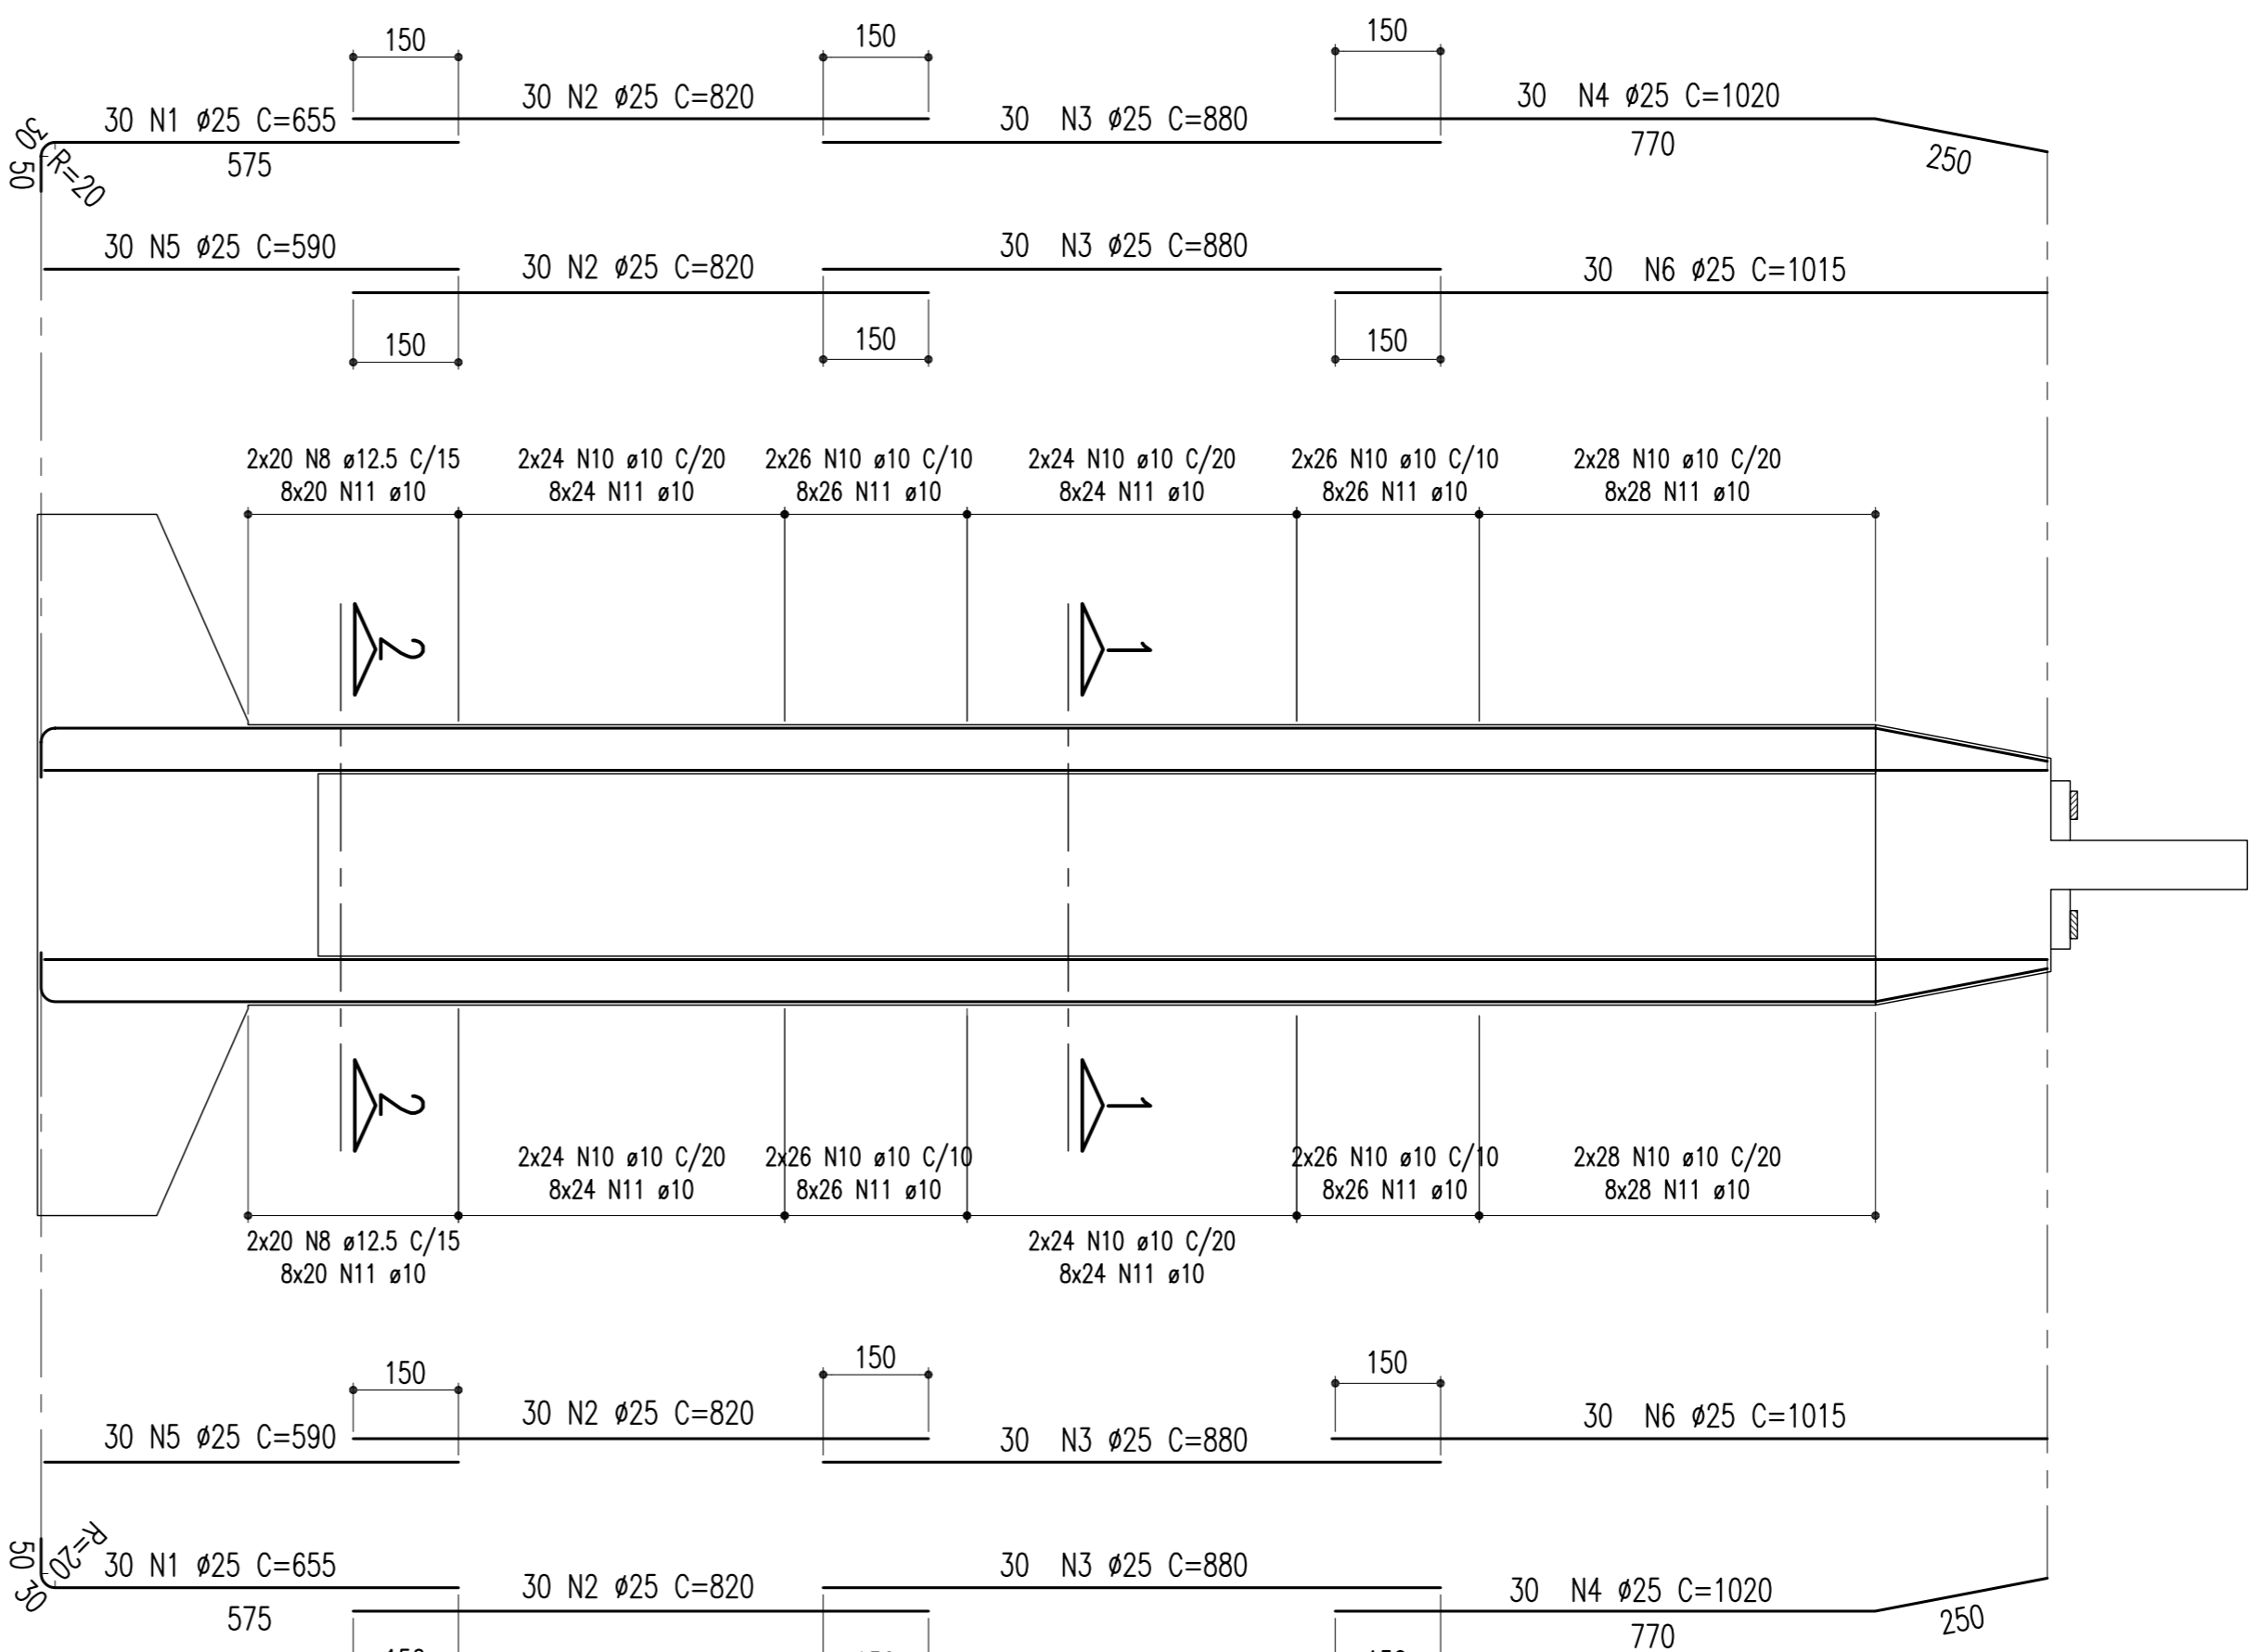 150
150
150
30 N1 ø25 C=655
30 N2 ø25 C=820
30 N3 ø25 C=880
30 N4 ø25 C=1020
30
R=20
50
575
770
250
30 N5 ø25 C=590
30 N2 ø25 C=820
30 N3 ø25 C=880
30 N6 ø25 C=1015
150
150
150
2x20 N8 ø12.5 C/15
8x20 N11 ø10
2x24 N10 ø10 C/20
8x24 N11 ø10
2x26 N10 ø10 C/10
8x26 N11 ø10
2x24 N10 ø10 C/20
8x24 N11 ø10
2x26 N10 ø10 C/10
8x26 N11 ø10
2x28 N10 ø10 C/20
8x28 N11 ø10
2
1
2
1
2x24 N10 ø10 C/20
8x24 N11 ø10
2x26 N10 ø10 C/10
8x26 N11 ø10
2x26 N10 ø10 C/10
8x26 N11 ø10
2x28 N10 ø10 C/20
8x28 N11 ø10
2x20 N8 ø12.5 C/15
8x20 N11 ø10
2x24 N10 ø10 C/20
8x24 N11 ø10
150
150
150
30 N5 ø25 C=590
30 N2 ø25 C=820
30 N3 ø25 C=880
30 N6 ø25 C=1015
50
R=20
30
30 N1 ø25 C=655
30 N2 ø25 C=820
30 N3 ø25 C=880
30 N4 ø25 C=1020
575
770
250